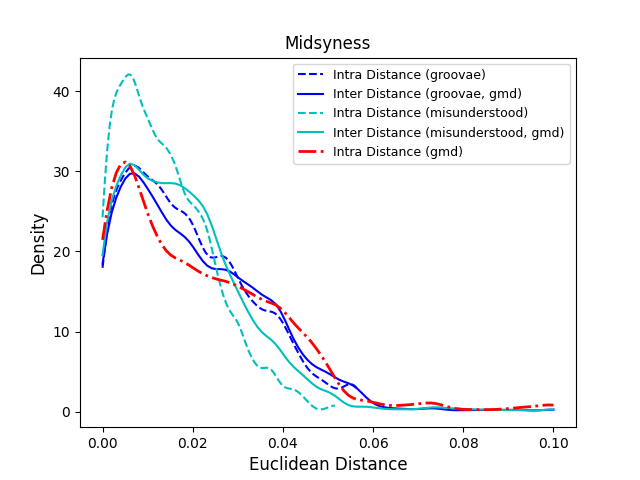 Midsyness
Intra Distance (groovae)
Inter Distance (groovae, gmd)
Intra Distance (misunderstood)
Inter Distance (misunderstood, gmd)
Intra Distance (gmd)
Density
40
30
20
10
0
0.00 0.02 0.04 0.06 0.08 0.10
Euclidean Distance